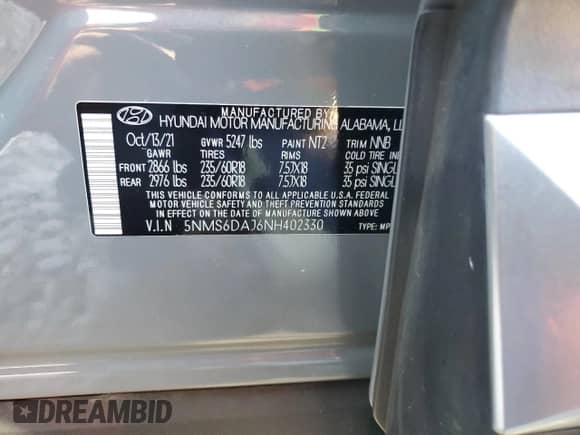 MANUFACTURED BY
HYUNDAI MOTOR MANUFACTURING ALABAMA, LL
Oct/13/21 GVWR 5247 lbs PAINT NT2 TRIM NNB
GAWR TIRES RIMS COLD TIRE IN
FRONT 2866 lbs 235/60R18 7.5JX18 35 psi SINGL
REAR 2976 lbs 235/60R18 7.5JX18 35 psi SINGL
THIS VEHICLE CONFORMS TO ALL APPLICABLE U.S.A. FEDERAL
MOTOR VEHICLE SAFETY AND THEFT PREVENTION STANDARDS
IN EFFECT ON THE DATE OF MANUFACTURE SHOWN ABOVE.
V.I.N 5NMS6DAJ6NH402330 TYPE: MP
DREAMBID